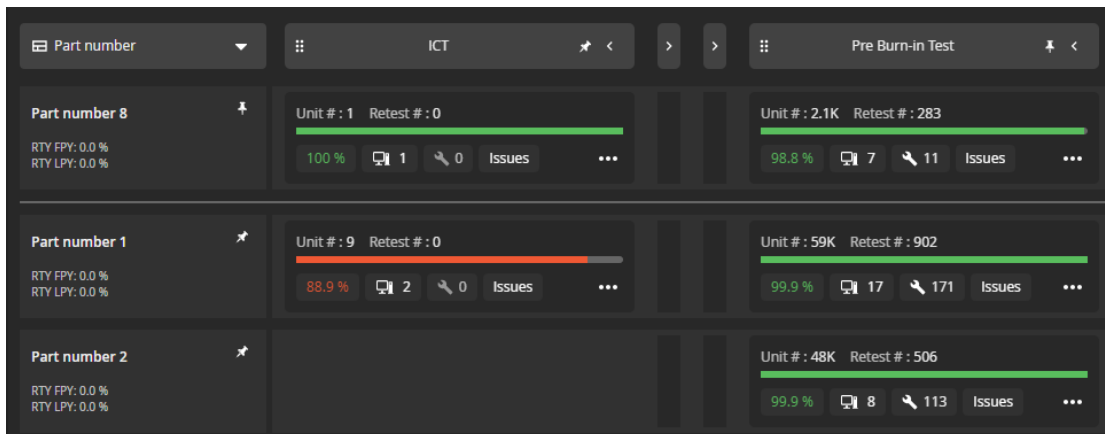 Part number
ICT
Pre Burn-in Test
Part number 8
RTY FPY: 0.0 %
RTY LPY: 0.0 %
Unit # : 1 Retest # : 0
100 % 1 0 Issues
Unit # : 2.1K Retest # : 283
98.8 % 7 11 Issues
Part number 1
RTY FPY: 0.0 %
RTY LPY: 0.0 %
Unit # : 9 Retest # : 0
88.9 % 2 0 Issues
Unit # : 59K Retest # : 902
99.9 % 17 171 Issues
Part number 2
RTY FPY: 0.0 %
RTY LPY: 0.0 %
Unit # : 48K Retest # : 506
99.9 % 8 113 Issues